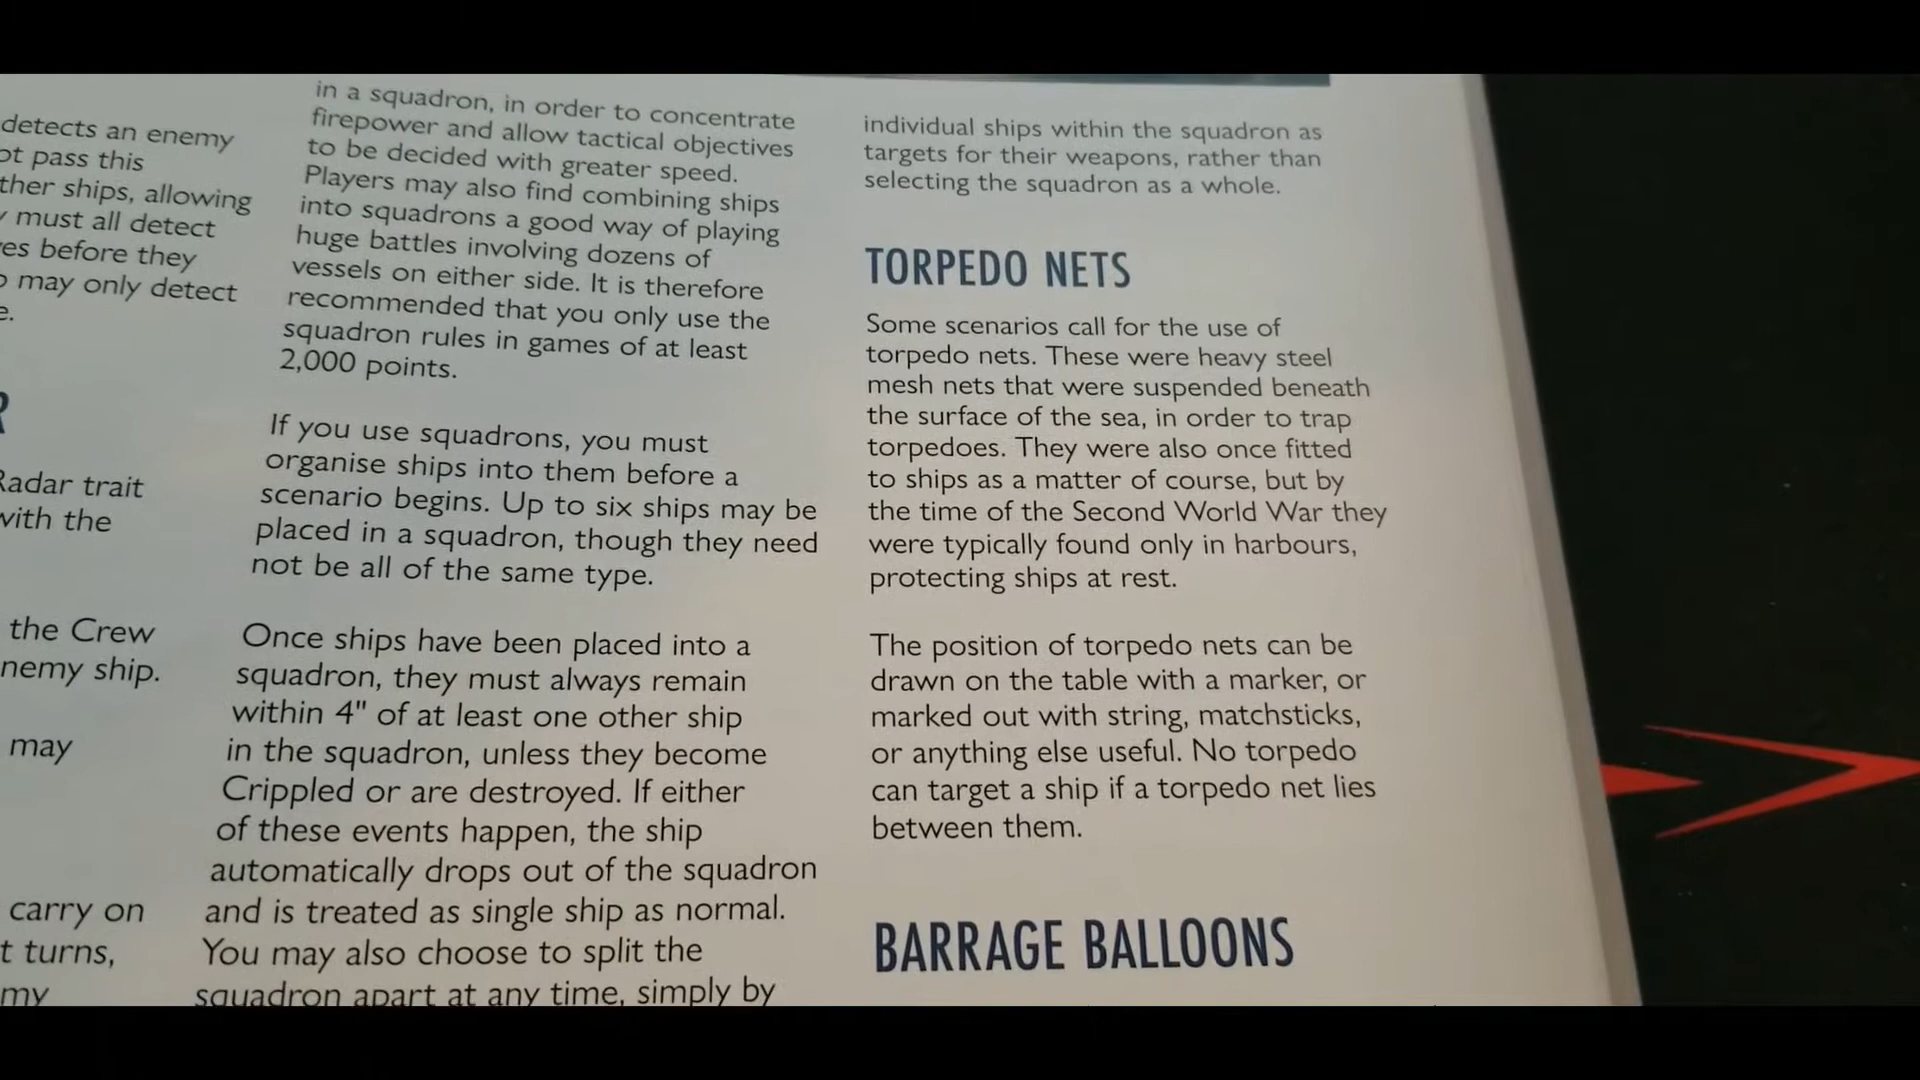 detects an enemy
pass this
ships, allowing
must all detect
before they
may only detect
Radar trait
with the
the Crew
enemy ship.
may
carry on
turns,
in a squadron, in order to concentrate
firepower and allow tactical objectives
to be decided with greater speed.
Players may also find combining ships
into squadrons a good way of playing
huge battles involving dozens of
vessels on either side. It is therefore
recommended that you only use the
squadron rules in games of at least
2,000 points.
If you use squadrons, you must
organise ships into them before a
scenario begins. Up to six ships may be
placed in a squadron, though they need
not be all of the same type.
Once ships have been placed into a
squadron, they must always remain
within 4" of at least one other ship
in the squadron, unless they become
Crippled or are destroyed. If either
of these events happen, the ship
automatically drops out of the squadron
and is treated as single ship as normal.
You may also choose to split the
squadron apart at any time, simply by
individual ships within the squadron as
targets for their weapons, rather than
selecting the squadron as a whole.
TORPEDO NETS
Some scenarios call for the use of
torpedo nets. These were heavy steel
mesh nets that were suspended beneath
the surface of the sea, in order to trap
torpedoes. They were also once fitted
to ships as a matter of course, but by
the time of the Second World War they
were typically found only in harbours,
protecting ships at rest.
The position of torpedo nets can be
drawn on the table with a marker, or
marked out with string, matchsticks,
or anything else useful. No torpedo
can target a ship if a torpedo net lies
between them.
BARRAGE BALLOONS